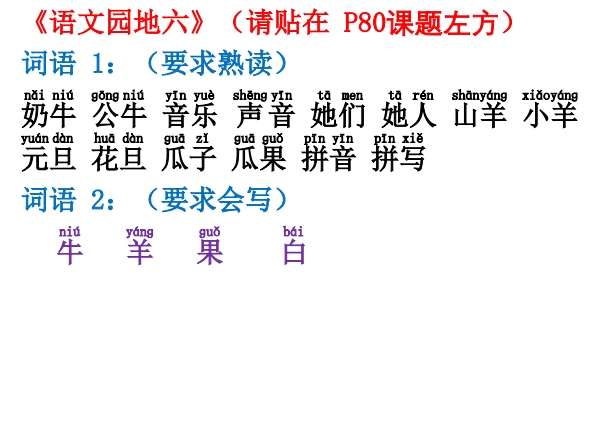 《语文园地六》（请贴在 P80课题左方）
词语 1：（要求熟读）
nǎi niú gōng niú yīn yuè shēng yīn tā men tā rén shānyáng xiǎoyáng
奶牛 公牛 音乐 声音 她们 她人 山羊 小羊
yuán dàn huā dàn guā zǐ guā guǒ pīn yīn pīn xiě
元旦 花旦 瓜子 瓜果 拼音 拼写
词语 2：（要求会写）
niú yáng guǒ bái
牛 羊 果 白